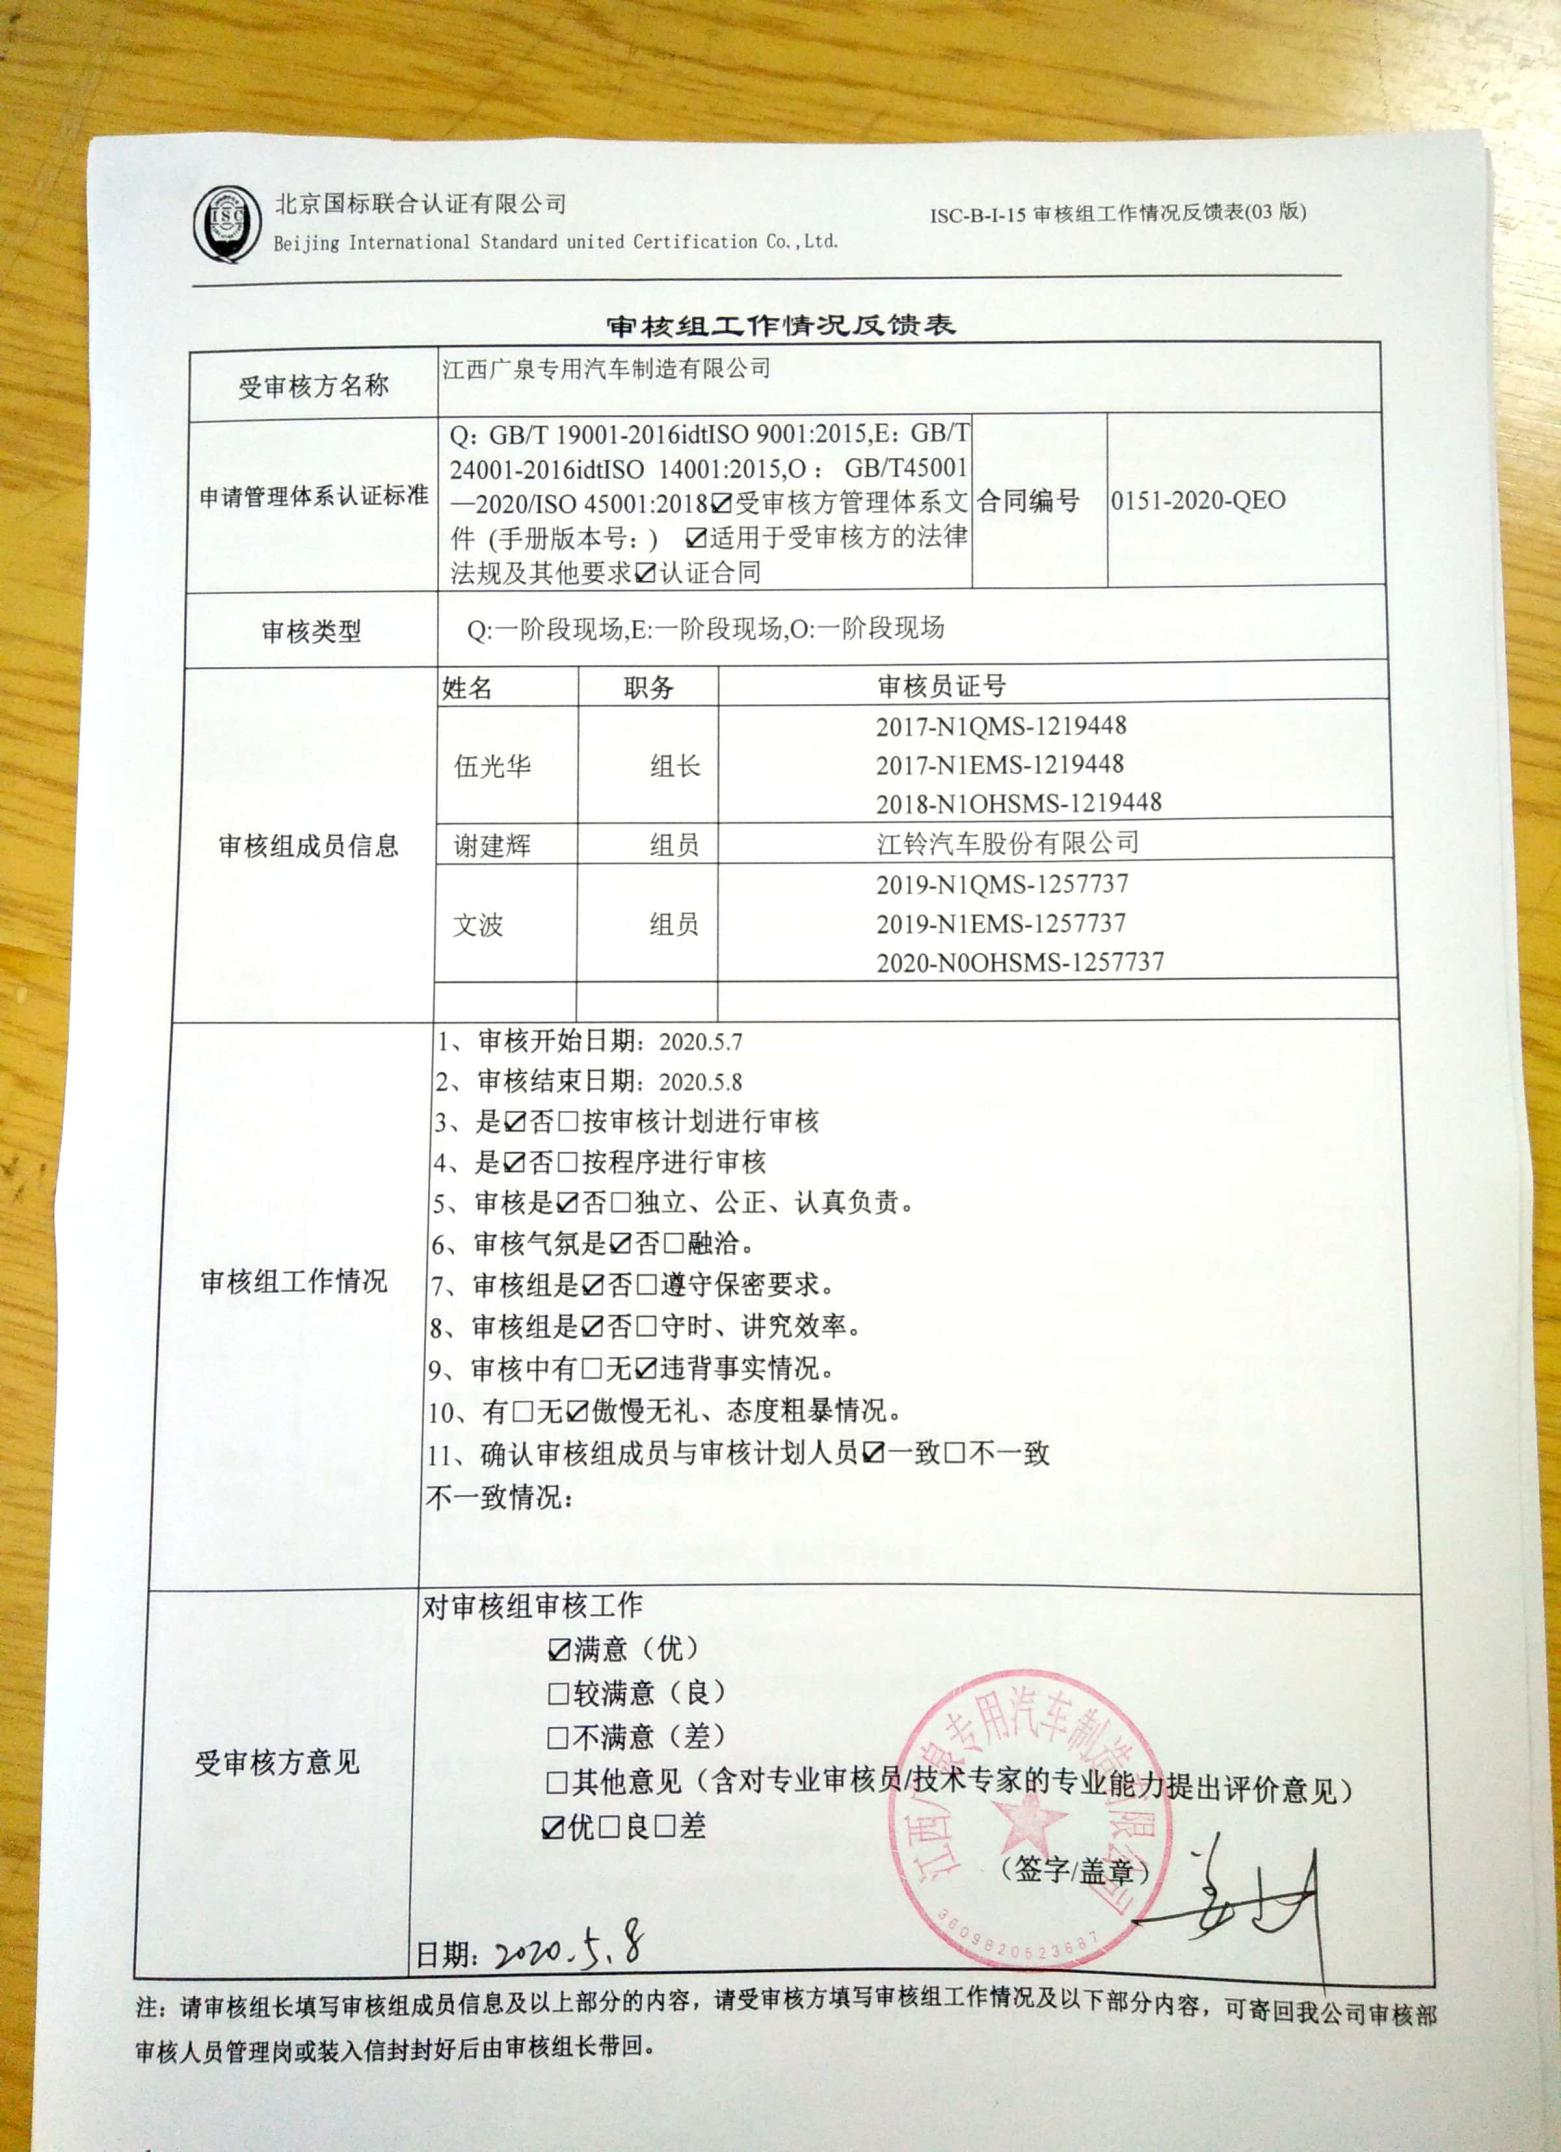 ISC
北京国标联合认证有限公司
Beijing International Standard united Certification Co.,Ltd.
ISC-B-I-15 审核组工作情况反馈表(03 版)
审核组工作情况反馈表
受审核方名称
江西广泉专用汽车制造有限公司
申请管理体系认证标准
Q: GB/T 19001-2016idtISO 9001:2015,E: GB/T
24001-2016idtISO 14001:2015,O: GB/T45001
—2020/ISO 45001:2018☑受审核方管理体系文
件 (手册版本号: ) ☑适用于受审核方的法律
法规及其他要求☑认证合同
合同编号
0151-2020-QEO
审核类型
Q:一阶段现场,E:一阶段现场,O:一阶段现场
审核组成员信息
姓名 职务 审核员证号
伍光华 组长
2017-N1QMS-1219448
2017-N1EMS-1219448
2018-N1OHSMS-1219448
谢建辉 组员 江铃汽车股份有限公司
文波 组员
2019-N1QMS-1257737
2019-N1EMS-1257737
2020-N0OHSMS-1257737
审核组工作情况
1、审核开始日期: 2020.5.7
2、审核结束日期: 2020.5.8
3、是☑否□按审核计划进行审核
4、是☑否□按程序进行审核
5、审核是☑否□独立、公正、认真负责。
6、审核气氛是☑否□融洽。
7、审核组是☑否□遵守保密要求。
8、审核组是☑否□守时、讲究效率。
9、审核中有□无☑违背事实情况。
10、有□无☑傲慢无礼、态度粗暴情况。
11、确认审核组成员与审核计划人员☑一致□不一致
不一致情况:
受审核方意见
对审核组审核工作
☑满意（优）
□较满意（良）
□不满意（差）
□其他意见（含对专业审核员/技术专家的专业能力提出评价意见）
☑优□良□差
（签字/盖章）
江西广泉专用汽车制造有限公司
3609820523687
日期: 2020.5.8
注: 请审核组长填写审核组成员信息及以上部分的内容，请受审核方填写审核组工作情况及以下部分内容，可寄回我公司审核部
审核人员管理岗或装入信封封好后由审核组长带回。